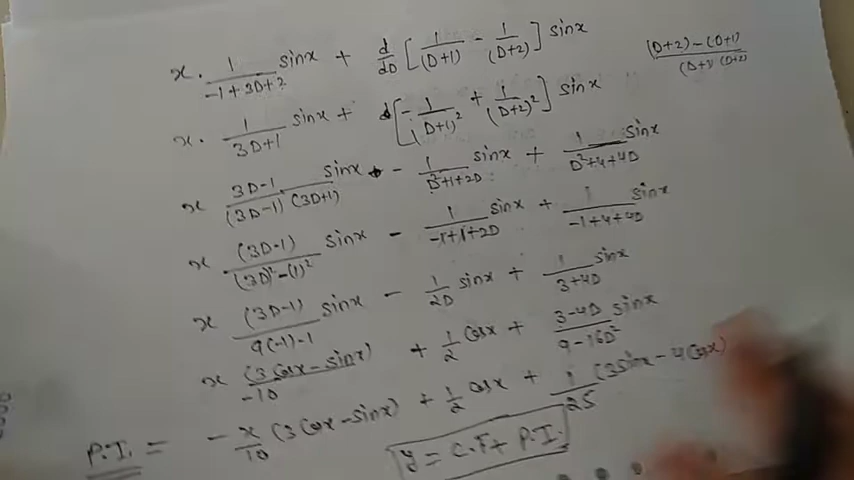 x. 1/(-1+3D+2) sinx + d/dD [1/(D+1) - 1/(D+2)] sinx   ((D+2)-(D+1))/((D+1)(D+2))
x. 1/(3D+1) sinx + [-1/(D+1)² + 1/(D+2)²] sinx
x (3D-1)/((3D-1)(3D+1)) sinx - 1/(D²+1+2D) sinx + 1/(D²+4+4D) sinx
x (3D-1)/((3D)²-(1)²) sinx - 1/(-1+1+2D) sinx + 1/(-1+4+4D) sinx
x (3D-1)/(9(-1)-1) sinx - 1/2D sinx + 1/(3+4D) sinx
x (3cosx-sinx)/-10 + 1/2 cosx + (3-4D)/(9-16D²) sinx
P.I. = -x/10 (3cosx-sinx) + 1/2 cosx + 1/25 (3sinx-4cosx)
y = C.F + P.I.